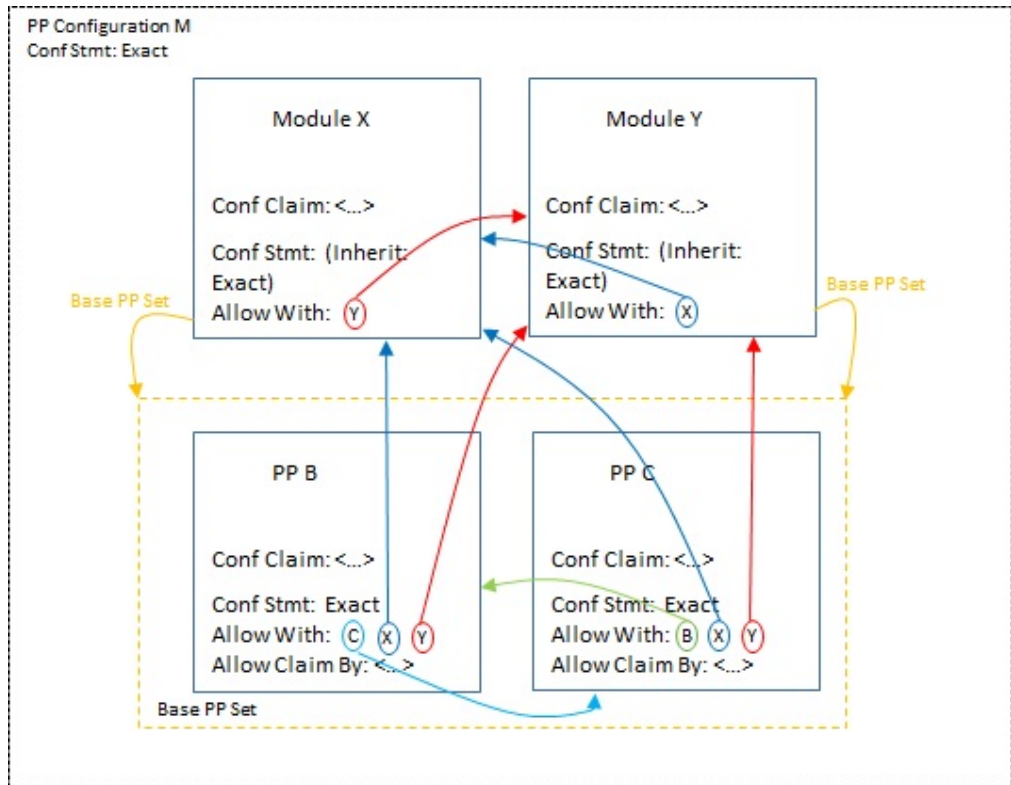 PP Configuration M
Conf Stmt: Exact
Module X
Conf Claim: <...>
Conf Stmt: (Inherit:
Exact)
Allow With: Y
Module Y
Conf Claim: <...>
Conf Stmt: (Inherit:
Exact)
Allow With: X
Base PP Set
Base PP Set
PP B
Conf Claim: <...>
Conf Stmt: Exact
Allow With: C X Y
Allow Claim By: <...>
PP C
Conf Claim: <...>
Conf Stmt: Exact
Allow With: B X Y
Allow Claim By: <...>
Base PP Set